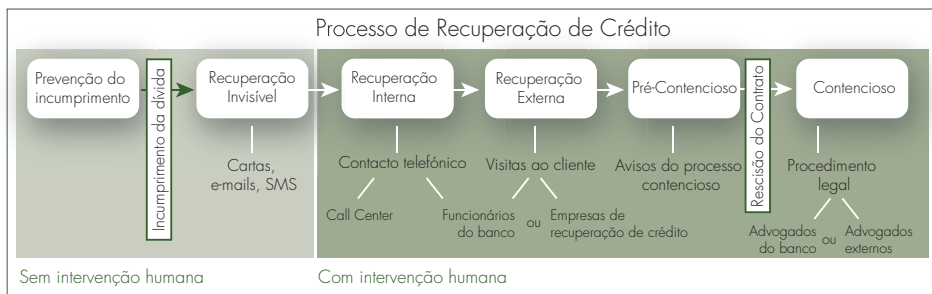 Processo de Recuperação de Crédito
Prevenção do
incumprimento
Incumprimento da dívida
Recuperação
Invisível
Cartas,
e-mails, SMS
Recuperação
Interna
Contacto telefónico
Call Center
Funcionários
do banco
Recuperação
Externa
Visitas ao cliente
ou
Empresas de
recuperação de crédito
Pré-Contencioso
Avisos do processo
contencioso
Rescisão do Contrato
Contencioso
Procedimento
legal
Advogados
do banco
ou
Advogados
externos
Sem intervenção humana
Com intervenção humana